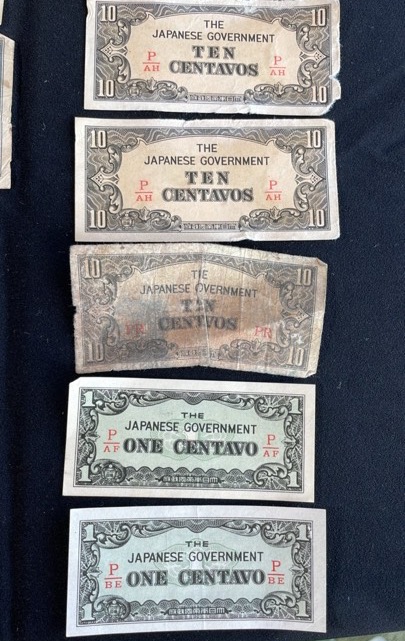 10 THE 10
JAPANESE GOVERNMENT
P TEN P
AH CENTAVOS AH
10 10
10 THE 10
JAPANESE GOVERNMENT
P TEN P
AH CENTAVOS AH
10 10
10 THE 10
JAPANESE GOVERNMENT
TEN
PR CENTVOS PR
10 10
1 THE 1
JAPANESE GOVERNMENT
P ONE CENTAVO P
AF AF
1 1
1 THE 1
JAPANESE GOVERNMENT
P ONE CENTAVO P
BE BE
1 1